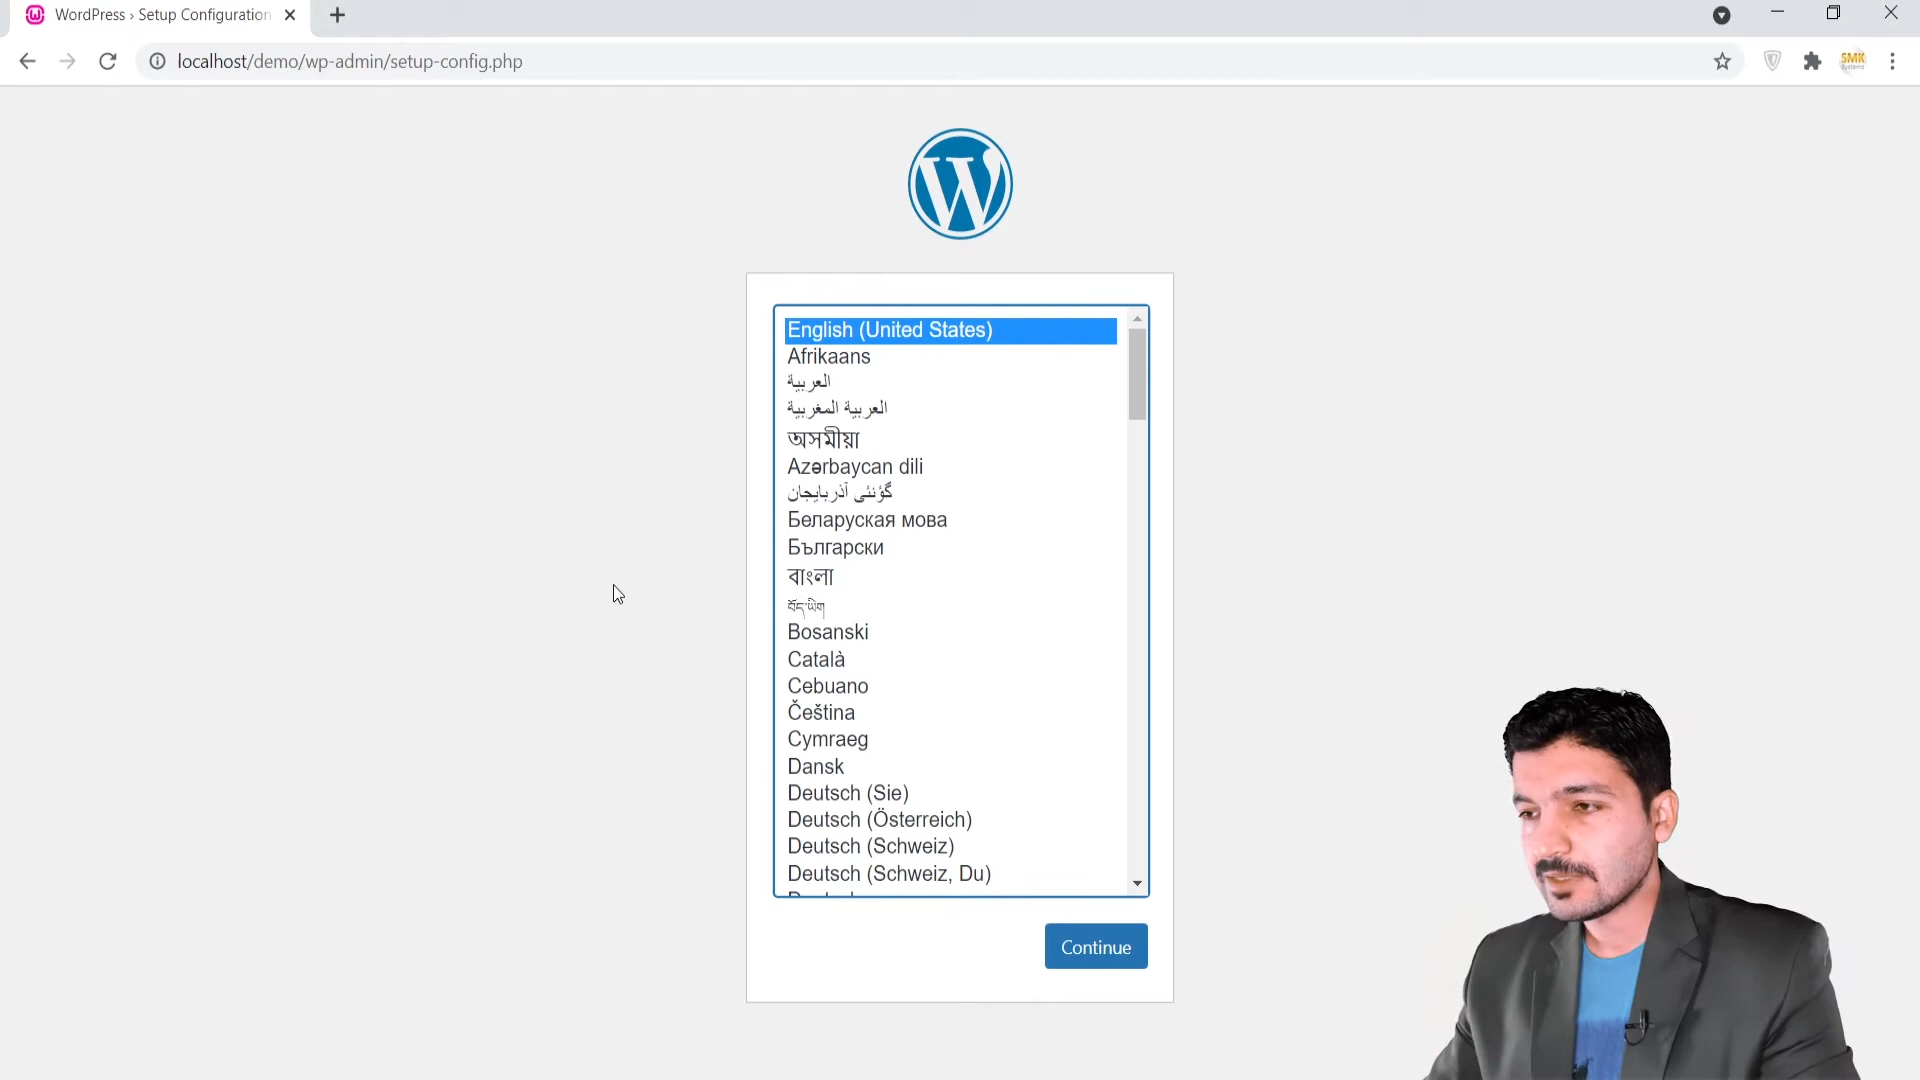 WordPress › Setup Configuration
localhost/demo/wp-admin/setup-config.php
SMK
Systems
English (United States)
Afrikaans
العربية
العربية المغربية
অসমীয়া
Azərbaycan dili
گؤنئی آذربایجان
Беларуская мова
Български
বাংলা
བོད་ཡིག
Bosanski
Català
Cebuano
Čeština
Cymraeg
Dansk
Deutsch (Sie)
Deutsch (Österreich)
Deutsch (Schweiz)
Deutsch (Schweiz, Du)
Continue